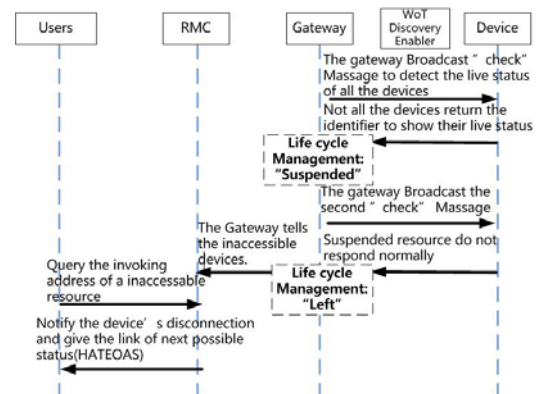 Users
RMC
Gateway
WoT
Discovery
Enabler
Device
The gateway Broadcast ” check”
Massage to detect the live status
of all the devices
Not all the devices return the
identifier to show their live status
Life cycle
Management:
“Suspended”
The gateway Broadcast the
second ” check” Massage
The Gateway tells
the inaccessible
devices.
Suspended resource do not
respond normally
Life cycle
Management:
“Left”
Query the invoking
address of a inaccessable
resource
Notify the device’ s disconnection
and give the link of next possible
status(HATEOAS)